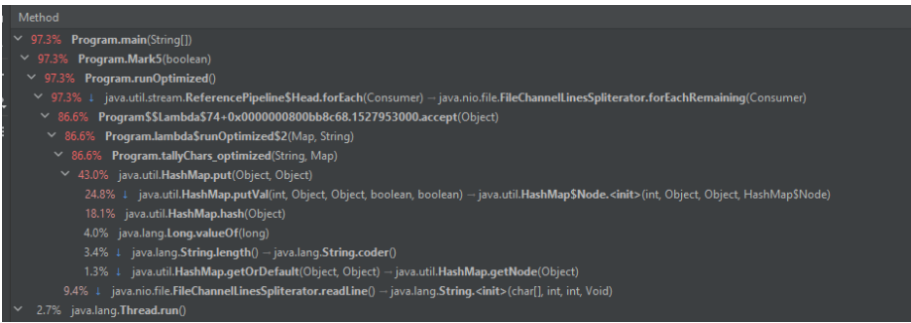 Method
97.3% Program.main(String[])
97.3% Program.Mark5(boolean)
97.3% Program.runOptimized()
97.3% ↓ java.util.stream.ReferencePipeline$Head.forEach(Consumer) → java.nio.file.FileChannelLinesSpliterator.forEachRemaining(Consumer)
86.6% Program$$Lambda$74+0x0000000800bb8c68.1527953000.accept(Object)
86.6% Program.lambda$runOptimized$2(Map, String)
86.6% Program.tallyChars_optimized(String, Map)
43.0% java.util.HashMap.put(Object, Object)
24.8% ↓ java.util.HashMap.putVal(int, Object, Object, boolean, boolean) → java.util.HashMap$Node.<init>(int, Object, Object, HashMap$Node)
18.1% java.util.HashMap.hash(Object)
4.0% java.lang.Long.valueOf(long)
3.4% ↓ java.lang.String.length() → java.lang.String.coder()
1.3% ↓ java.util.HashMap.getOrDefault(Object, Object) → java.util.HashMap.getNode(Object)
9.4% ↓ java.nio.file.FileChannelLinesSpliterator.readLine() → java.lang.String.<init>(char[], int, int, Void)
2.7% java.lang.Thread.run()